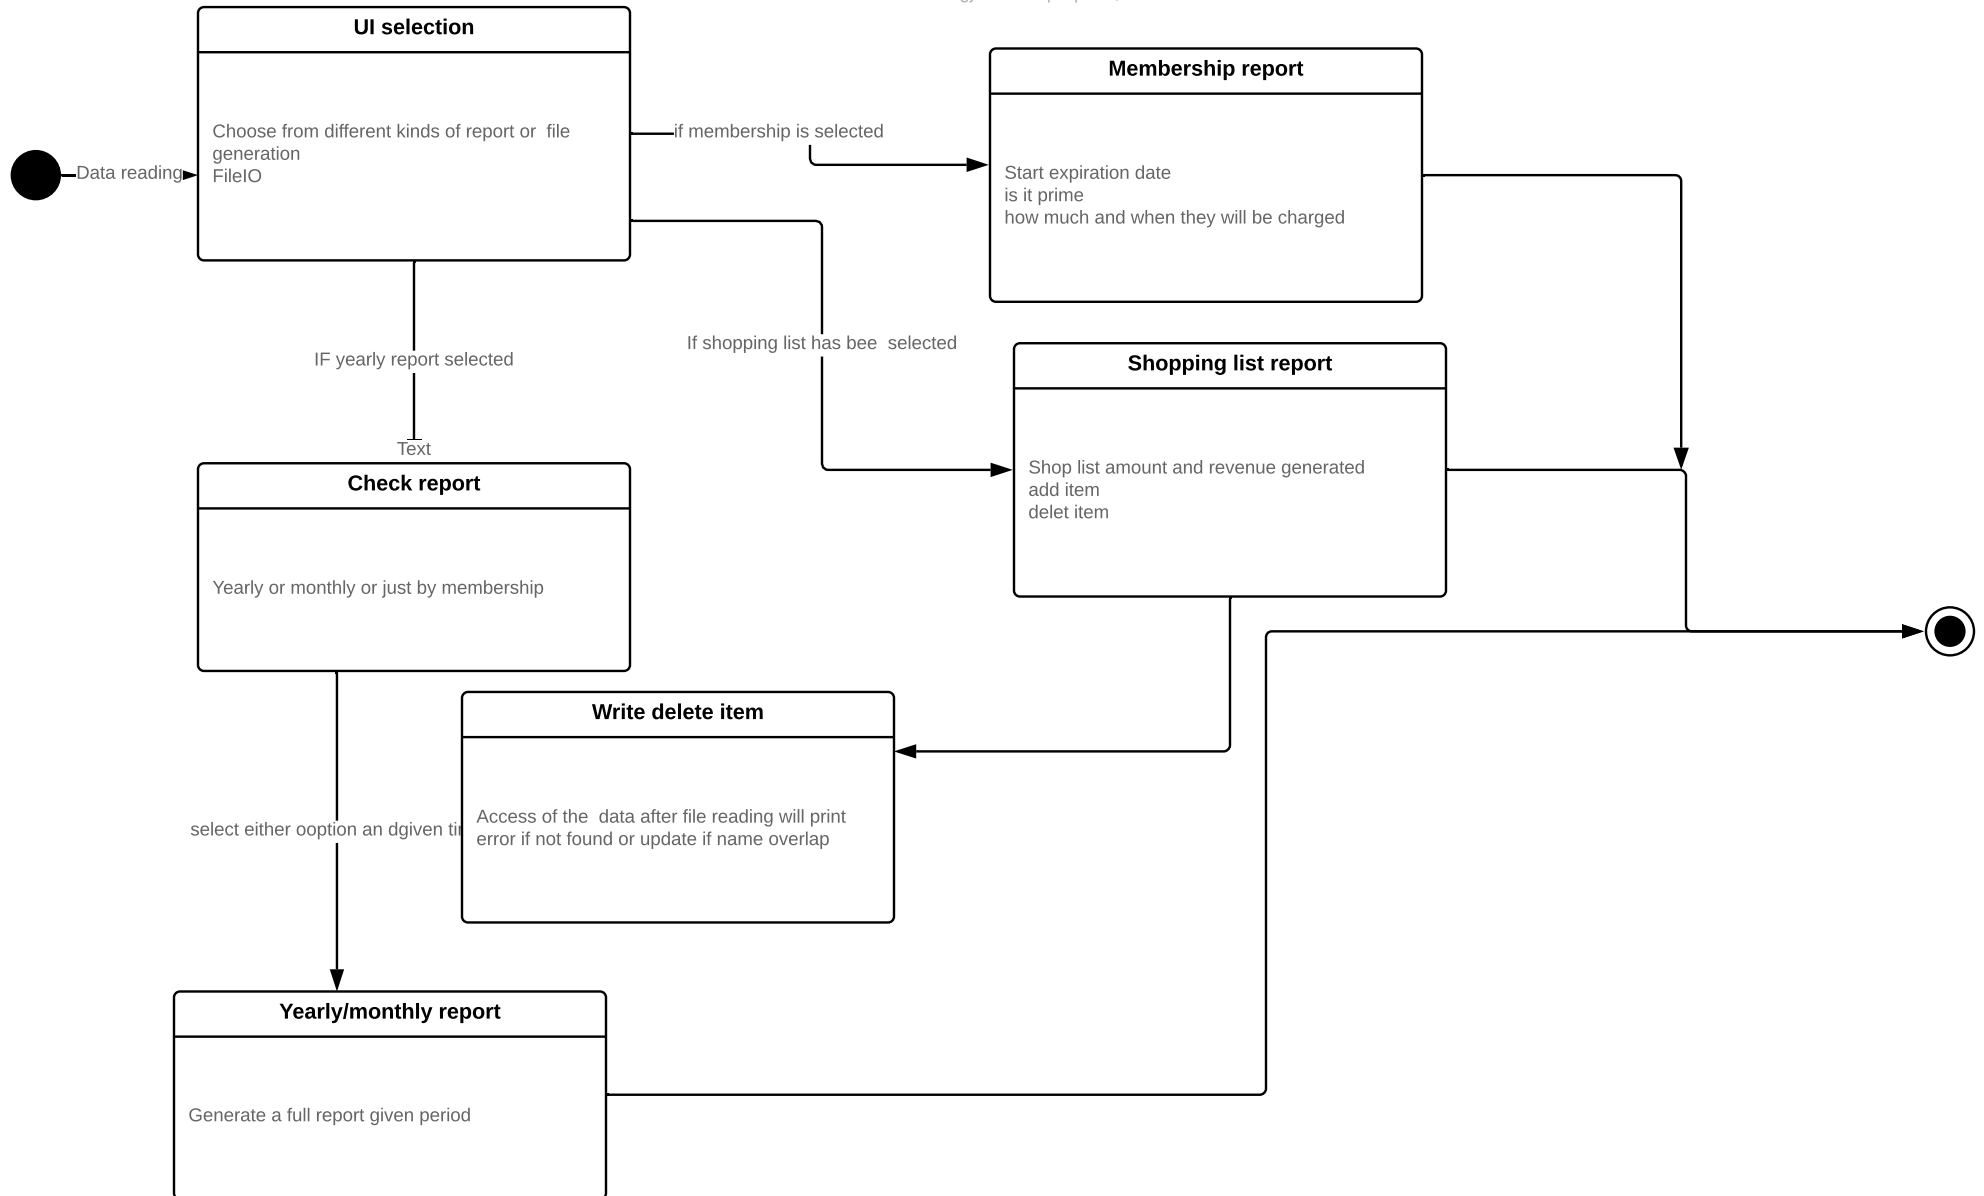 UI selection
Choose from different kinds of report or  file
generation
FileIO
Data reading
if membership is selected
Membership report
Start expiration date
is it prime
how much and when they will be charged
If shopping list has bee  selected
IF yearly report selected
Text
Shopping list report
Shop list amount and revenue generated
add item
delet item
Check report
Yearly or monthly or just by membership
Write delete item
Access of the  data after file reading will print
error if not found or update if name overlap
select either ooption an dgiven
Yearly/monthly report
Generate a full report given period